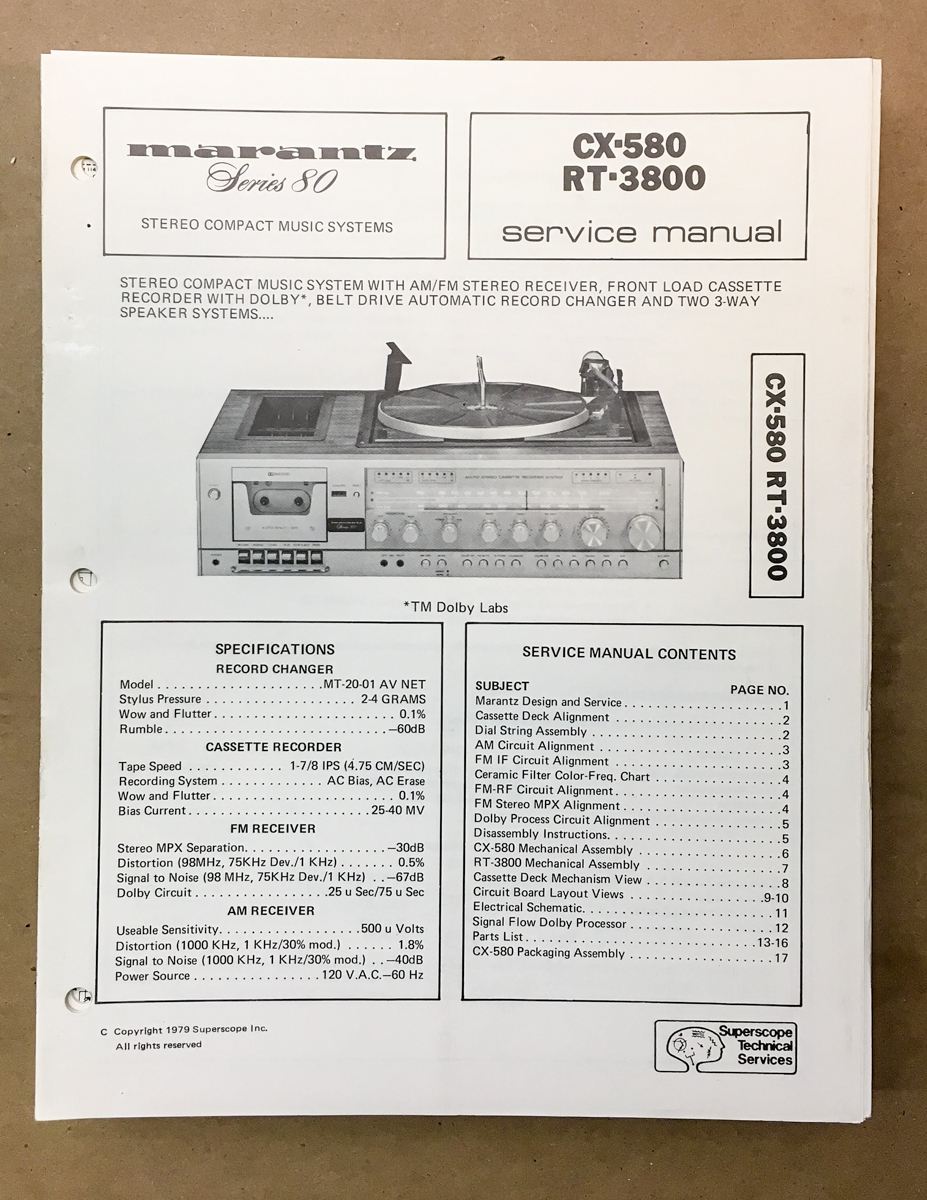 marantz
Series 80
STEREO COMPACT MUSIC SYSTEMS
CX-580
RT-3800
service manual
STEREO COMPACT MUSIC SYSTEM WITH AM/FM STEREO RECEIVER, FRONT LOAD CASSETTE
RECORDER WITH DOLBY*, BELT DRIVE AUTOMATIC RECORD CHANGER AND TWO 3-WAY
SPEAKER SYSTEMS....
CX-580 RT-3800
Series 80
*TM Dolby Labs
SPECIFICATIONS
RECORD CHANGER
Model . . . . . . . . . . . . . . . . . . . . .MT-20-01 AV NET
Stylus Pressure . . . . . . . . . . . . . . . . . . . 2-4 GRAMS
Wow and Flutter. . . . . . . . . . . . . . . . . . . . . . . 0.1%
Rumble. . . . . . . . . . . . . . . . . . . . . . . . . . . . —60dB
CASSETTE RECORDER
Tape Speed . . . . . . . . . . . . 1-7/8 IPS (4.75 CM/SEC)
Recording System . . . . . . . . . . . . . AC Bias, AC Erase
Wow and Flutter. . . . . . . . . . . . . . . . . . . . . . . 0.1%
Bias Current. . . . . . . . . . . . . . . . . . . . . . . 25-40 MV
FM RECEIVER
Stereo MPX Separation. . . . . . . . . . . . . . . . . . —30dB
Distortion (98MHz, 75KHz Dev./1 KHz) . . . . . . . 0.5%
Signal to Noise (98 MHz, 75KHz Dev./1 KHz) . . —67dB
Dolby Circuit . . . . . . . . . . . . . . . . .25 u Sec/75 u Sec
AM RECEIVER
Useable Sensitivity. . . . . . . . . . . . . . . . . .500 u Volts
Distortion (1000 KHz, 1 KHz/30% mod.) . . . . . . 1.8%
Signal to Noise (1000 KHz, 1 KHz/30% mod.) . . —40dB
Power Source . . . . . . . . . . . . . . . . 120 V.A.C.—60 Hz
SERVICE MANUAL CONTENTS
SUBJECT PAGE NO.
Marantz Design and Service. . . . . . . . . . . . . . . . . . . .1
Cassette Deck Alignment . . . . . . . . . . . . . . . . . . . . . 2
Dial String Assembly . . . . . . . . . . . . . . . . . . . . . . . . 2
AM Circuit Alignment . . . . . . . . . . . . . . . . . . . . . . . 3
FM IF Circuit Alignment . . . . . . . . . . . . . . . . . . . . . 3
Ceramic Filter Color-Freq. Chart . . . . . . . . . . . . . . . . 4
FM-RF Circuit Alignment. . . . . . . . . . . . . . . . . . . . . 4
FM Stereo MPX Alignment . . . . . . . . . . . . . . . . . . . . 4
Dolby Process Circuit Alignment . . . . . . . . . . . . . . . . 5
Disassembly Instructions. . . . . . . . . . . . . . . . . . . . . . 5
CX-580 Mechanical Assembly . . . . . . . . . . . . . . . . . . 6
RT-3800 Mechanical Assembly . . . . . . . . . . . . . . . . . 7
Cassette Deck Mechanism View . . . . . . . . . . . . . . . . . 8
Circuit Board Layout Views . . . . . . . . . . . . . . . . .9-10
Electrical Schematic. . . . . . . . . . . . . . . . . . . . . . . . 11
Signal Flow Dolby Processor . . . . . . . . . . . . . . . . . . 12
Parts List . . . . . . . . . . . . . . . . . . . . . . . . . . . .13-16
CX-580 Packaging Assembly . . . . . . . . . . . . . . . . . . 17
C Copyright 1979 Superscope Inc.
All rights reserved
Superscope
Technical
Services